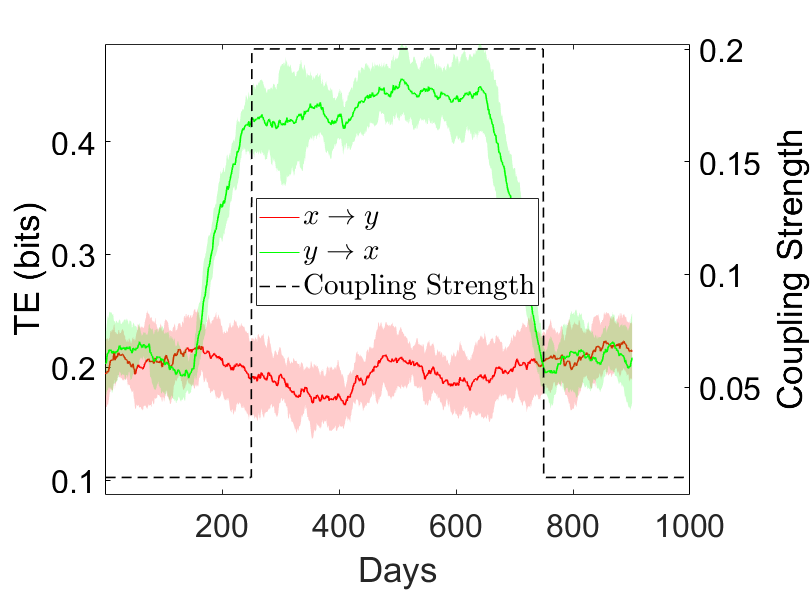 TE (bits)
0.4
0.3
0.2
0.1
x → y
y → x
Coupling Strength
0.2
0.15
0.1
0.05
Coupling Strength
200 400 600 800 1000
Days